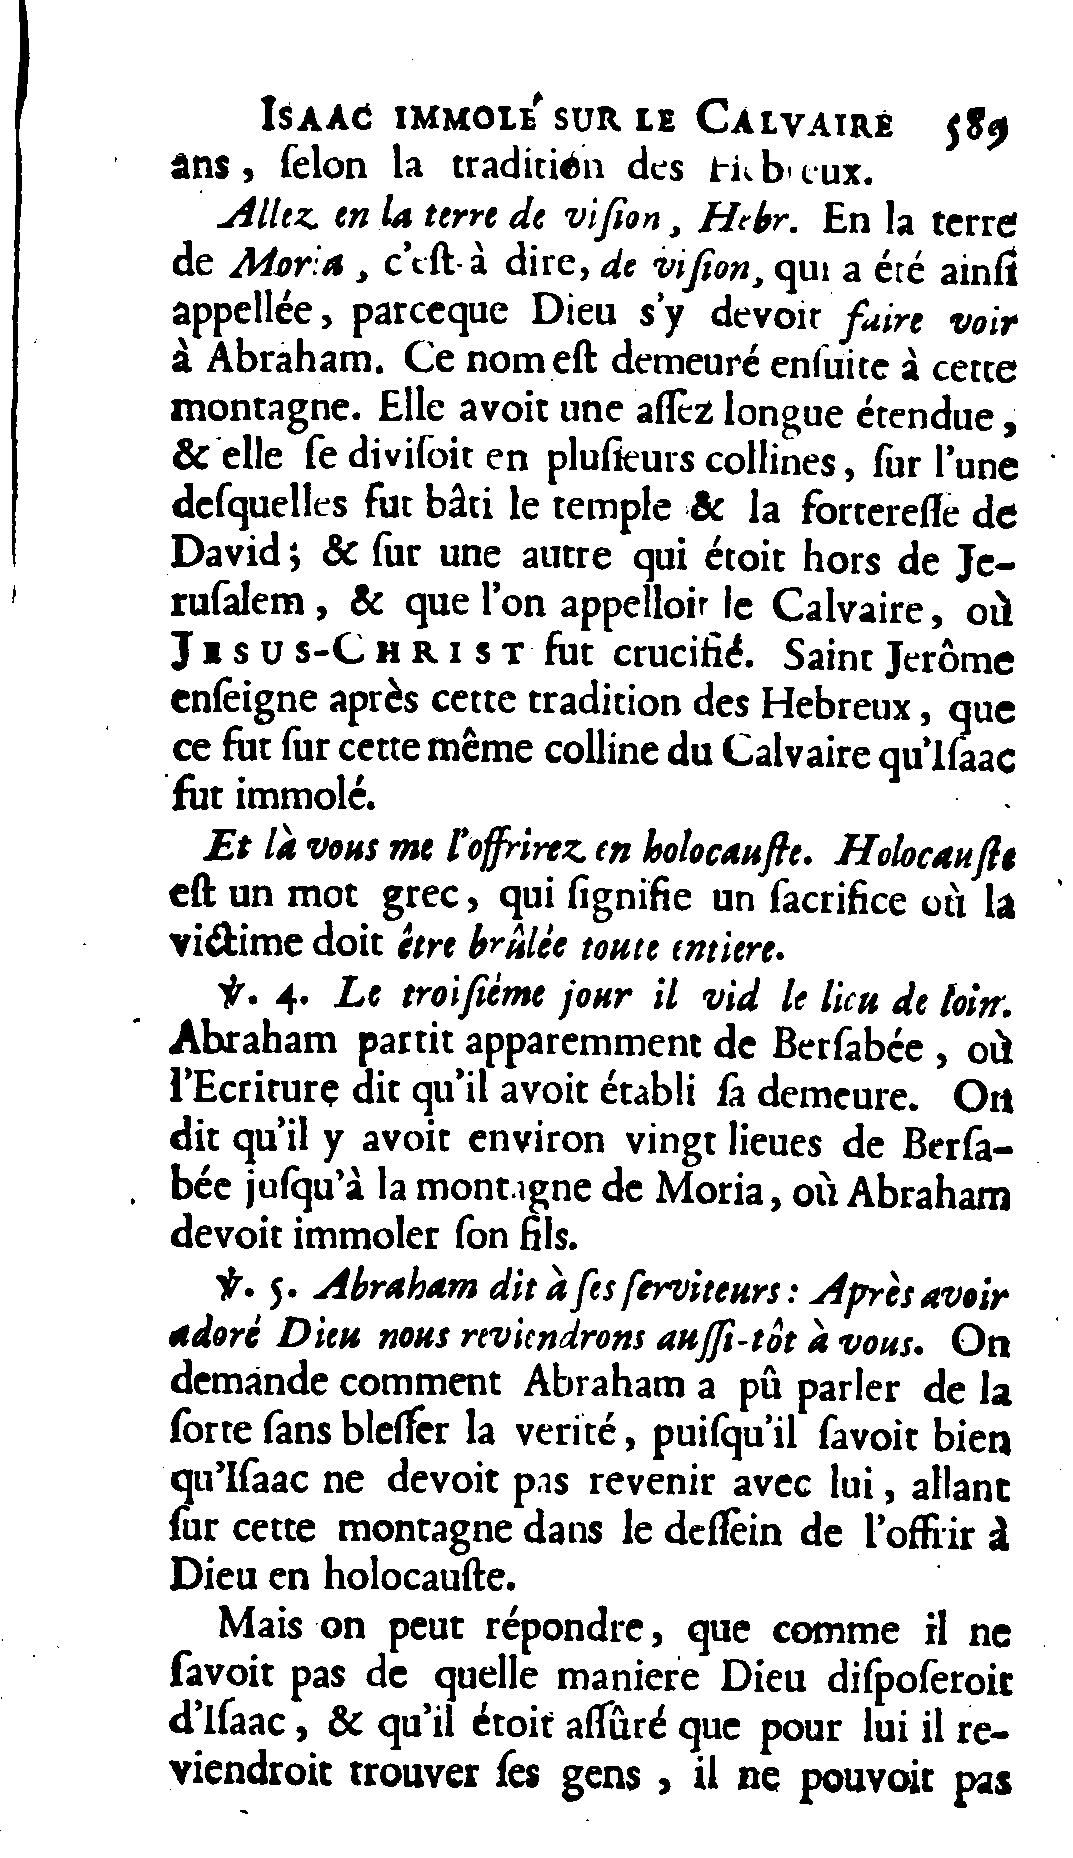 ISAAC IMMOLÉ SUR LE CALVAIRE 589
ans, ſelon la tradition des Hebreux.
Allez en la terre de viſion, Hebr. En la terre
de Moria, c'eſt-à dire, de viſion, qui a été ainſi
appellée, parceque Dieu s'y devoit faire voir
à Abraham. Ce nom eſt demeuré enſuite à cette
montagne. Elle avoit une aſſez longue étendue,
& elle ſe diviſoit en pluſieurs collines, ſur l'une
deſquelles fut bâti le temple & la forterefſe de
David; & ſur une autre qui étoit hors de Je-
ruſalem, & que l'on appelloit le Calvaire, où
JESUS-CHRIST fut crucifié. Saint Jerôme
enſeigne après cette tradition des Hebreux, que
ce fut ſur cette même colline du Calvaire qu'Iſaac
fut immolé.
Et là vous me l'offrirez en holocauſte. Holocauſte
eſt un mot grec, qui ſignifie un ſacrifice où la
victime doit être brûlée toute entiere.
℣. 4. Le troiſiéme jour il vid le lieu de loin.
Abraham partit apparemment de Berſabée, où
l'Ecriture dit qu'il avoit établi ſa demeure. On
dit qu'il y avoit environ vingt lieues de Berſa-
bée juſqu'à la montagne de Moria, où Abraham
devoit immoler ſon fils.
℣. 5. Abraham dit à ſes ſerviteurs: Après avoir
adoré Dieu nous reviendrons auſſi-tôt à vous. On
demande comment Abraham a pû parler de la
ſorte ſans bleſſer la verité, puiſqu'il ſavoit bien
qu'Iſaac ne devoit pas revenir avec lui, allant
ſur cette montagne dans le deſſein de l'offrir à
Dieu en holocauſte.
Mais on peut répondre, que comme il ne
ſavoit pas de quelle maniere Dieu diſpoſeroit
d'Iſaac, & qu'il étoit aſſûré que pour lui il re-
viendroit trouver ſes gens, il ne pouvoit pas